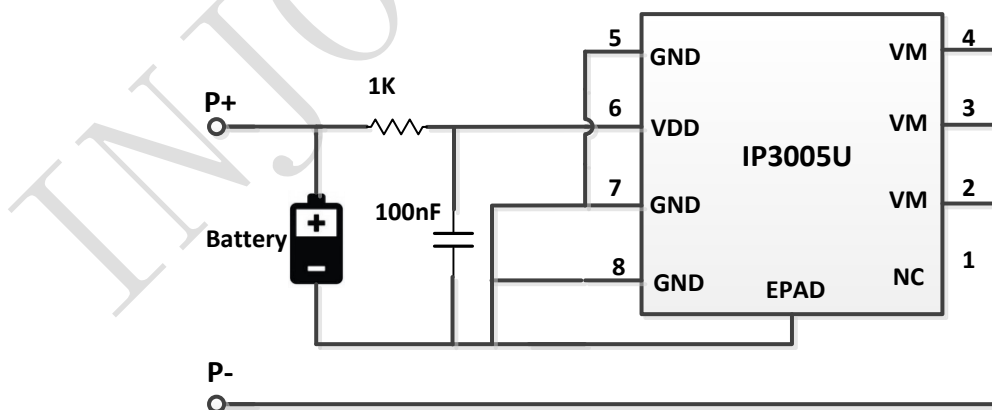 5
GND
VM
4
1K
P+
6
VDD
VM
3
IP3005U
7
GND
VM
2
100nF
Battery
8
GND
EPAD
NC
1
P-